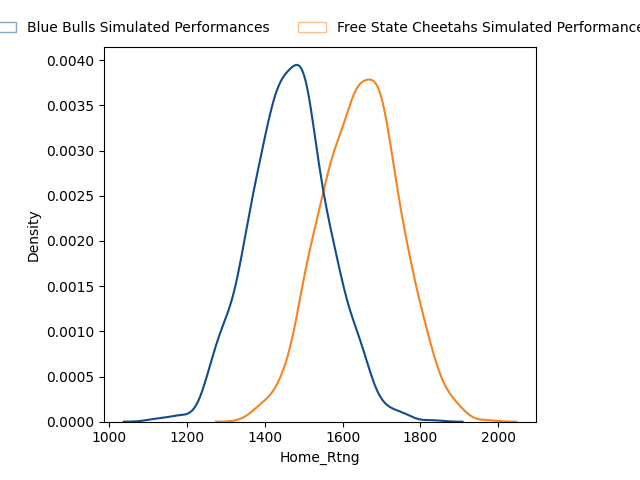 Blue Bulls Simulated Performances
Free State Cheetahs Simulated Performance
0.0040
0.0035
0.0030
0.0025
0.0020
0.0015
0.0010
0.0005
0.0000
Density
1000 1200 1400 1600 1800 2000
Home_Rtng